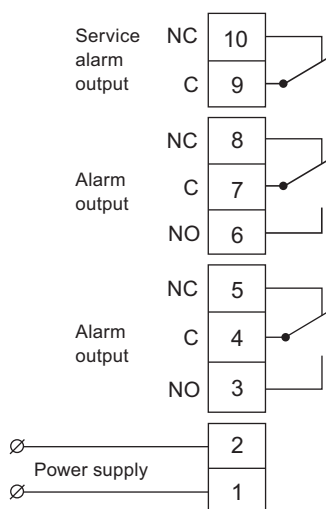 Service
alarm
output
NC 10
C 9
Alarm
output
NC 8
C 7
NO 6
Alarm
output
NC 5
C 4
NO 3
Power supply
2
1